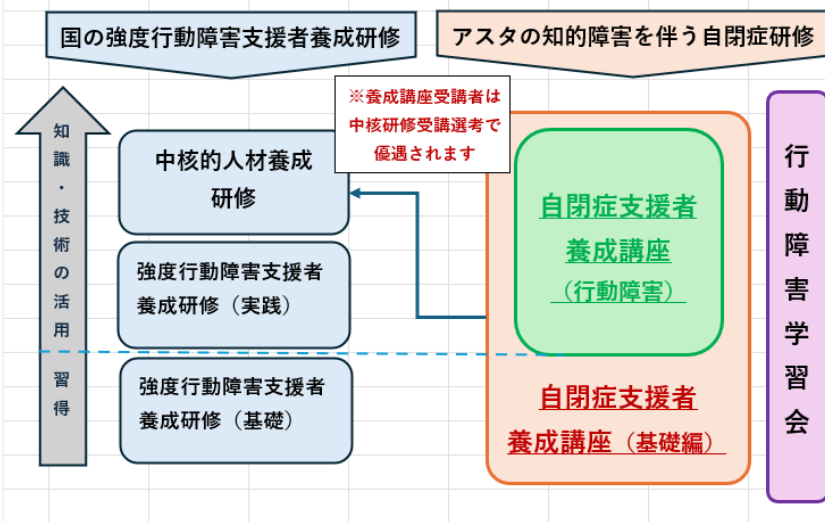 国の強度行動障害支援者養成研修
アスタの知的障害を伴う自閉症研修
※養成講座受講者は
中核研修受講選考で
優遇されます
知識・技術の活用 習得
中核的人材養成
研修
強度行動障害支援者
養成研修（実践）
強度行動障害支援者
養成研修（基礎）
自閉症支援者
養成講座
（行動障害）
自閉症支援者
養成講座（基礎編）
行動障害学習会